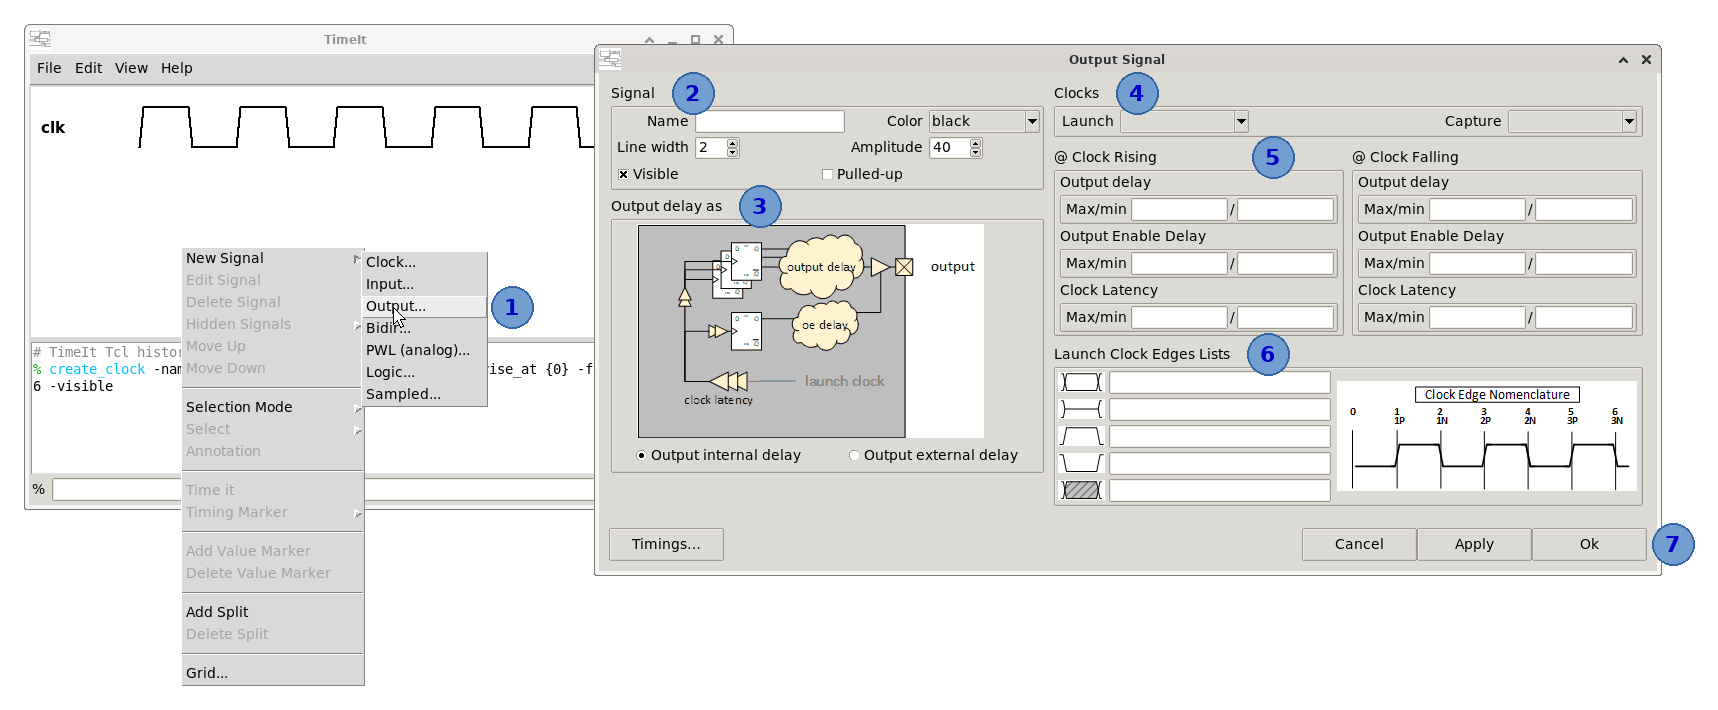 TimeIt
File Edit View Help
clk
New Signal
Edit Signal
Delete Signal
Hidden Signals
Move Up
Move Down
Selection Mode
Select
Annotation
Time it
Timing Marker
Add Value Marker
Delete Value Marker
Add Split
Delete Split
Grid...
Clock...
Input...
Output...
Bidir...
PWL (analog)...
Logic...
Sampled...
1
# TimeIt Tcl histor
% create_clock -nam ise_at {0} -f
6 -visible
%
Output Signal
Signal 2
Name Color black
Line width 2 Amplitude 40
Visible Pulled-up
Output delay as 3
output delay
output
oe delay
launch clock
clock latency
Output internal delay Output external delay
Clocks 4
Launch Capture
@ Clock Rising 5 @ Clock Falling
Output delay Output delay
Max/min / Max/min /
Output Enable Delay Output Enable Delay
Max/min / Max/min /
Clock Latency Clock Latency
Max/min / Max/min /
Launch Clock Edges Lists 6
Clock Edge Nomenclature
0 1 2 3 4 5 6
1P 1N 2P 2N 3P 3N
Timings... Cancel Apply Ok 7